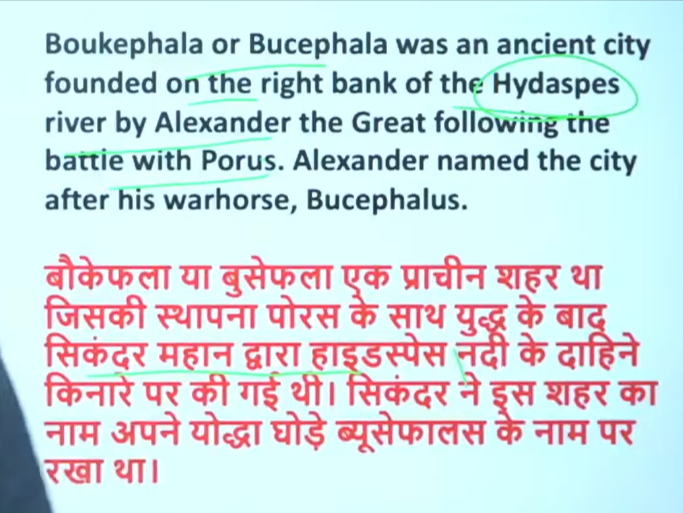 Boukephala or Bucephala was an ancient city
founded on the right bank of the Hydaspes
river by Alexander the Great following the
battle with Porus. Alexander named the city
after his warhorse, Bucephalus.
बौकेफला या बुसेफला एक प्राचीन शहर था
जिसकी स्थापना पोरस के साथ युद्ध के बाद
सिकंदर महान द्वारा हाइडस्पेस नदी के दाहिने
किनारे पर की गई थी। सिकंदर ने इस शहर का
नाम अपने योद्धा घोड़े ब्यूसेफालस के नाम पर
रखा था।